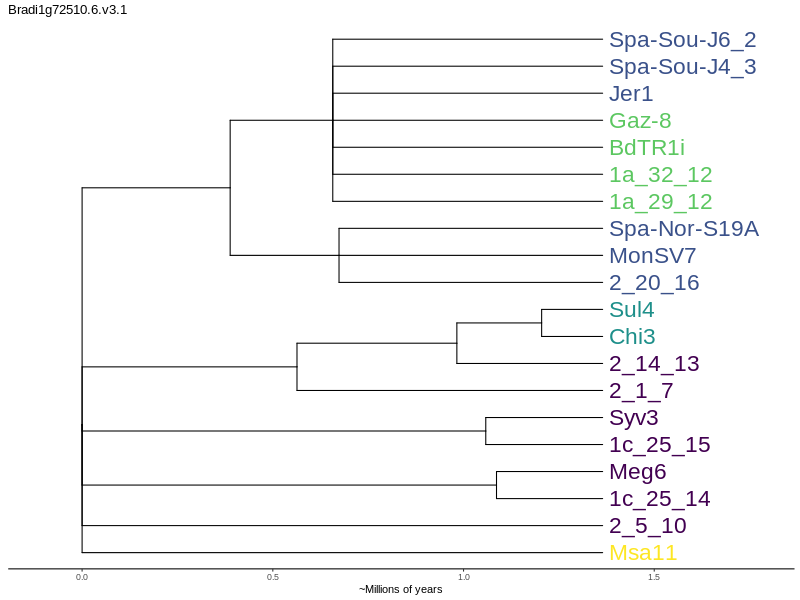 Bradi1g72510.6.v3.1
Spa-Sou-J6_2
Spa-Sou-J4_3
Jer1
Gaz-8
BdTR1i
1a_32_12
1a_29_12
Spa-Nor-S19A
MonSV7
2_20_16
Sul4
Chi3
2_14_13
2_1_7
Syv3
1c_25_15
Meg6
1c_25_14
2_5_10
Msa11
0.0 0.5 1.0 1.5
~Millions of years